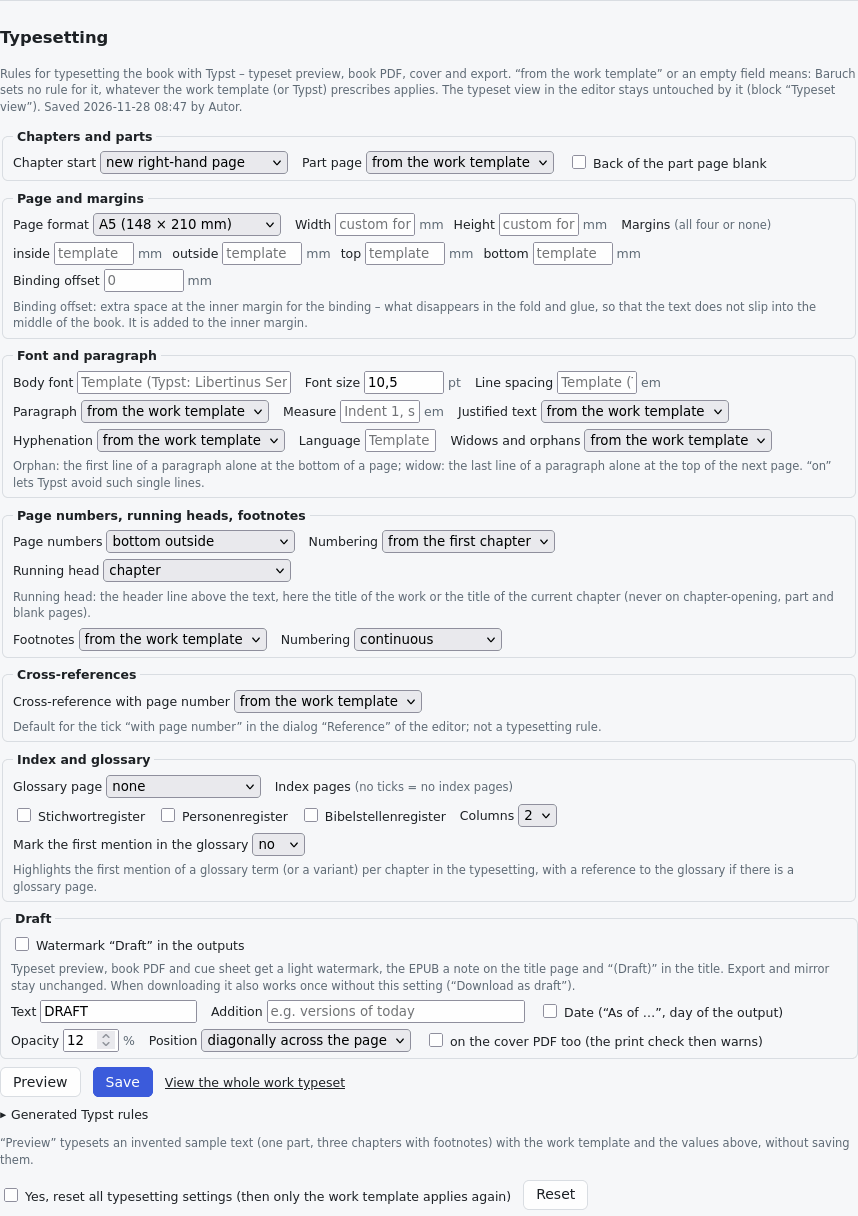 Typesetting
Rules for typesetting the book with Typst – typeset preview, book PDF, cover and export. “from the work template” or an empty field means: Baruch
sets no rule for it, whatever the work template (or Typst) prescribes applies. The typeset view in the editor stays untouched by it (block “Typeset
view”). Saved 2026-11-28 08:47 by Autor.
Chapters and parts
Chapter start new right-hand page Part page from the work template Back of the part page blank
Page and margins
Page format A5 (148 × 210 mm) Width custom for mm Height custom for mm Margins (all four or none)
inside template mm outside template mm top template mm bottom template mm
Binding offset 0 mm
Binding offset: extra space at the inner margin for the binding – what disappears in the fold and glue, so that the text does not slip into the
middle of the book. It is added to the inner margin.
Font and paragraph
Body font Template (Typst: Libertinus Ser Font size 10,5 pt Line spacing Template ( em
Paragraph from the work template Measure Indent 1, s em Justified text from the work template
Hyphenation from the work template Language Template Widows and orphans from the work template
Orphan: the first line of a paragraph alone at the bottom of a page; widow: the last line of a paragraph alone at the top of the next page. “on”
lets Typst avoid such single lines.
Page numbers, running heads, footnotes
Page numbers bottom outside Numbering from the first chapter
Running head chapter
Running head: the header line above the text, here the title of the work or the title of the current chapter (never on chapter-opening, part and
blank pages).
Footnotes from the work template Numbering continuous
Cross-references
Cross-reference with page number from the work template
Default for the tick “with page number” in the dialog “Reference” of the editor; not a typesetting rule.
Index and glossary
Glossary page none Index pages (no ticks = no index pages)
Stichwortregister Personenregister Bibelstellenregister Columns 2
Mark the first mention in the glossary no
Highlights the first mention of a glossary term (or a variant) per chapter in the typesetting, with a reference to the glossary if there is a
glossary page.
Draft
Watermark “Draft” in the outputs
Typeset preview, book PDF and cue sheet get a light watermark, the EPUB a note on the title page and “(Draft)” in the title. Export and mirror
stay unchanged. When downloading it also works once without this setting (“Download as draft”).
Text DRAFT Addition e.g. versions of today Date (“As of …”, day of the output)
Opacity 12 % Position diagonally across the page on the cover PDF too (the print check then warns)
Preview Save View the whole work typeset
▸ Generated Typst rules
“Preview” typesets an invented sample text (one part, three chapters with footnotes) with the work template and the values above, without saving
them.
Yes, reset all typesetting settings (then only the work template applies again) Reset